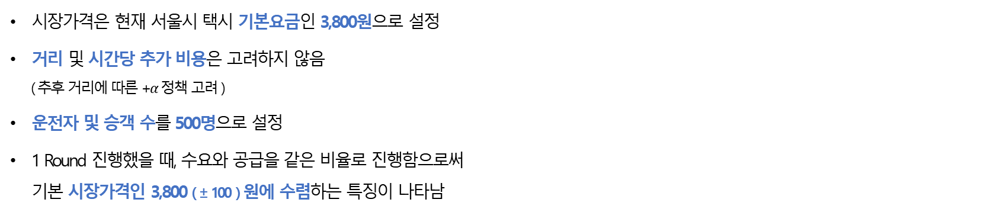 • 시장가격은 현재 서울시 택시 기본요금인 3,800원으로 설정
• 거리 및 시간당 추가 비용은 고려하지 않음
( 추후 거리에 따른 +α 정책 고려 )
• 운전자 및 승객 수를 500명으로 설정
• 1 Round 진행했을 때, 수요와 공급을 같은 비율로 진행함으로써
기본 시장가격인 3,800 ( ± 100 ) 원에 수렴하는 특징이 나타남